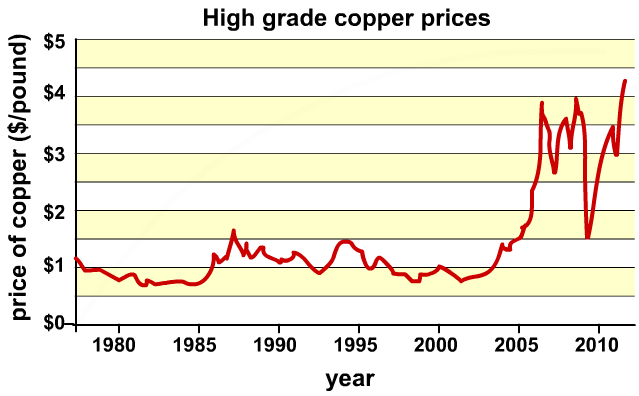 High grade copper prices
price of copper ($/pound)
$5
$4
$3
$2
$1
$0
1980 1985 1990 1995 2000 2005 2010
year